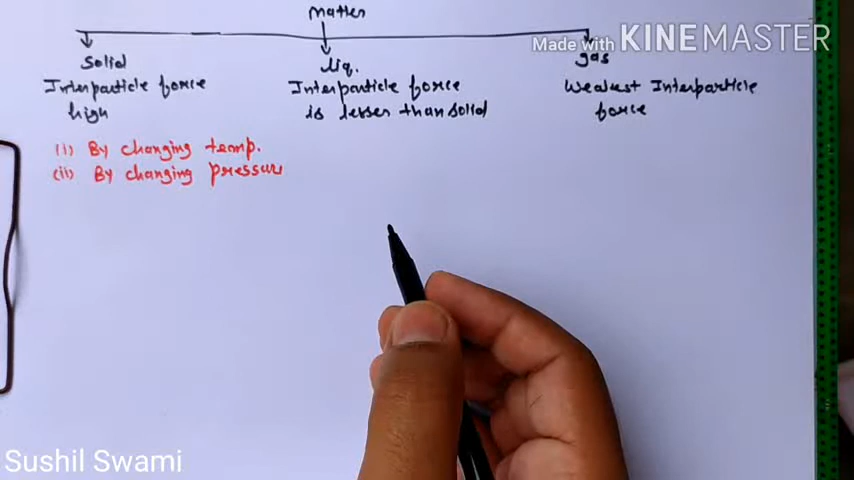 Matter
Made with KINEMASTER
Solid
liq.
gas
Interparticle force
high
Interparticle force
is lesser than solid
Weakest Interparticle
force
(i) By changing temp.
(ii) By changing pressure
Sushil Swami